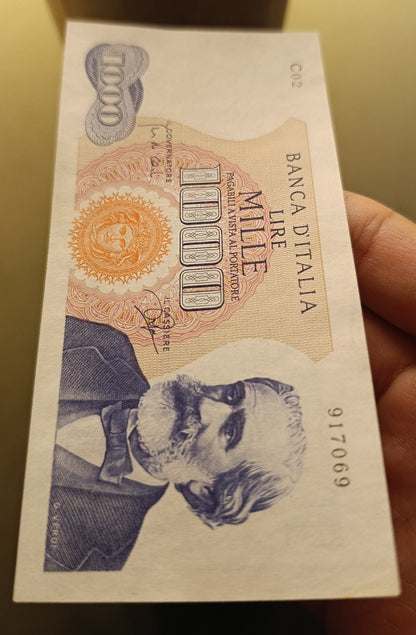 C02
BANCA D'ITALIA
LIRE
MILLE
PAGABILI A VISTA AL PORTATORE
1000
IL GOVERNATORE
IL CASSIERE
1000
917069
G. VERDI